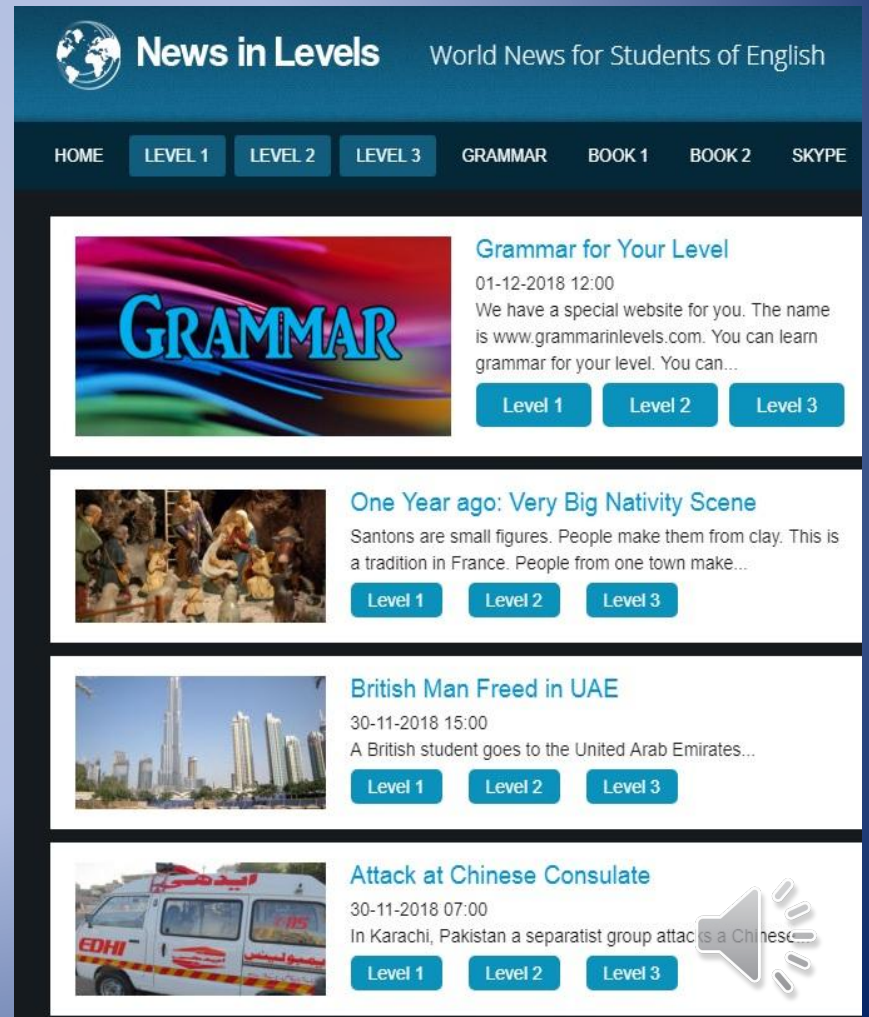 News in Levels World News for Students of English
HOME LEVEL 1 LEVEL 2 LEVEL 3 GRAMMAR BOOK 1 BOOK 2 SKYPE
GRAMMAR
Grammar for Your Level
01-12-2018 12:00
We have a special website for you. The name
is www.grammarinlevels.com. You can learn
grammar for your level. You can...
Level 1 Level 2 Level 3
One Year ago: Very Big Nativity Scene
Santons are small figures. People make them from clay. This is
a tradition in France. People from one town make...
Level 1 Level 2 Level 3
British Man Freed in UAE
30-11-2018 15:00
A British student goes to the United Arab Emirates...
Level 1 Level 2 Level 3
ايدهی
115
EDHI
Attack at Chinese Consulate
30-11-2018 07:00
In Karachi, Pakistan a separatist group attacks a Chinese...
Level 1 Level 2 Level 3